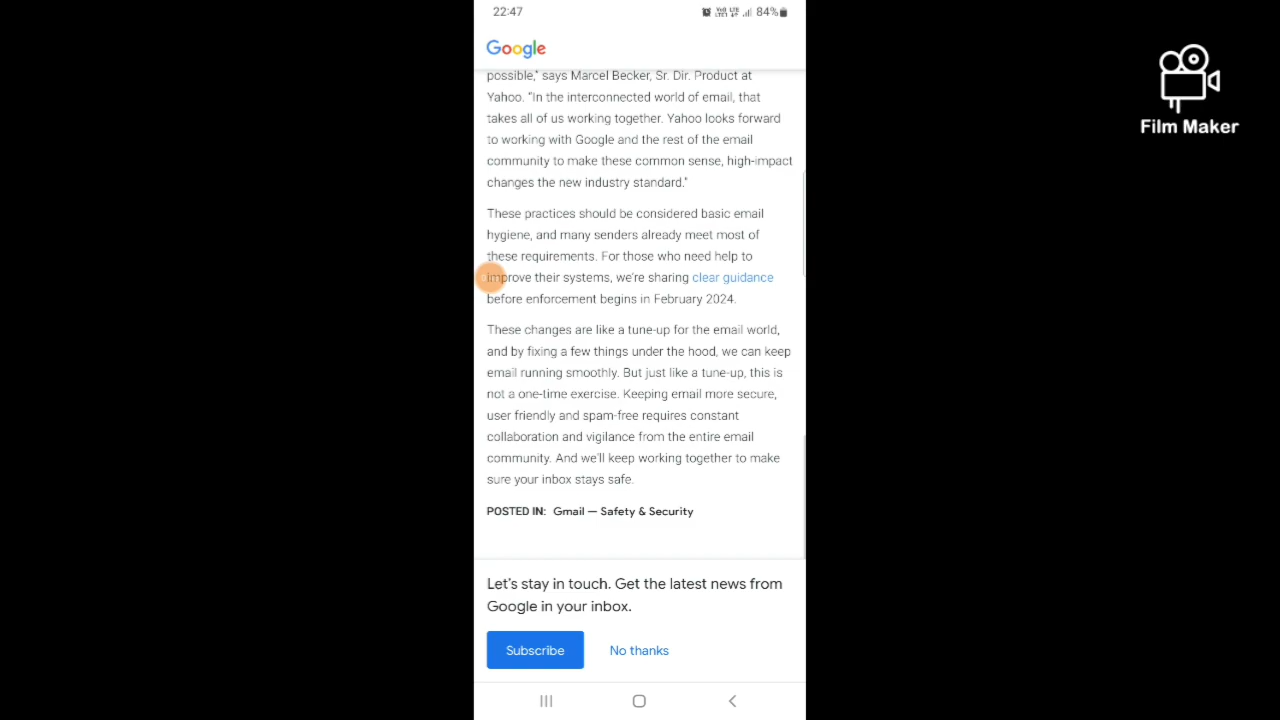 22:47
Vo9 LTE
LTE1
84%
Google
Film Maker
possible,” says Marcel Becker, Sr. Dir. Product at
Yahoo. “In the interconnected world of email, that
takes all of us working together. Yahoo looks forward
to working with Google and the rest of the email
community to make these common sense, high-impact
changes the new industry standard.”
These practices should be considered basic email
hygiene, and many senders already meet most of
these requirements. For those who need help to
improve their systems, we’re sharing clear guidance
before enforcement begins in February 2024.
These changes are like a tune-up for the email world,
and by fixing a few things under the hood, we can keep
email running smoothly. But just like a tune-up, this is
not a one-time exercise. Keeping email more secure,
user friendly and spam-free requires constant
collaboration and vigilance from the entire email
community. And we’ll keep working together to make
sure your inbox stays safe.
POSTED IN: Gmail — Safety & Security
Let’s stay in touch. Get the latest news from
Google in your inbox.
Subscribe No thanks